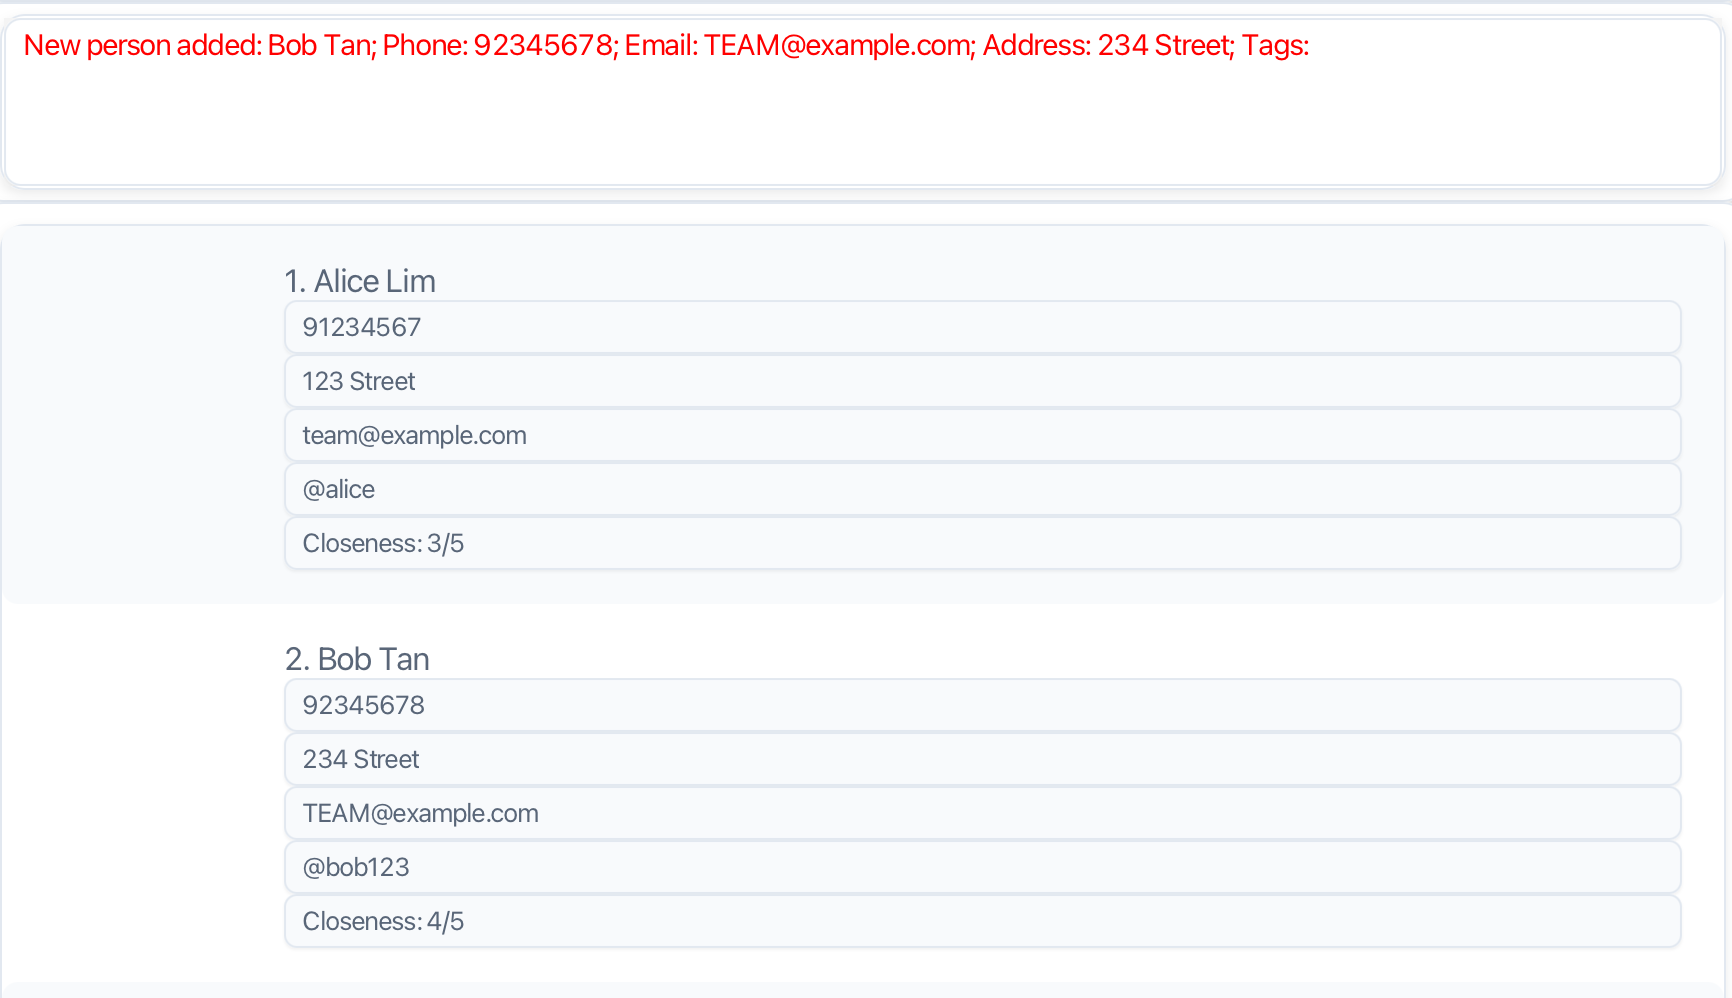 New person added: Bob Tan; Phone: 92345678; Email: TEAM@example.com; Address: 234 Street; Tags:
1. Alice Lim
91234567
123 Street
team@example.com
@alice
Closeness: 3/5
2. Bob Tan
92345678
234 Street
TEAM@example.com
@bob123
Closeness: 4/5